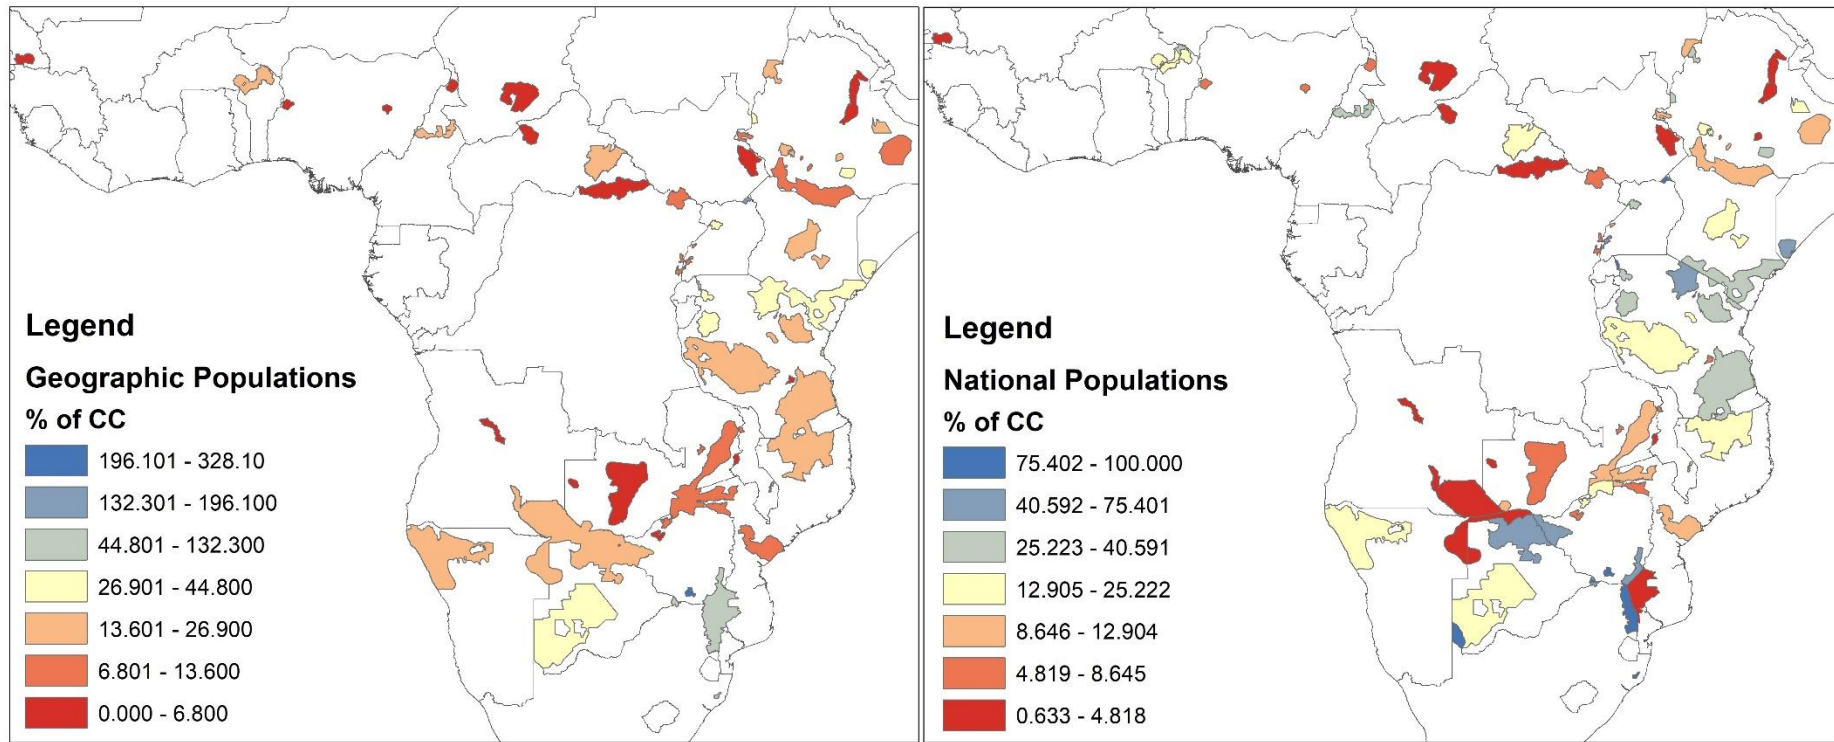 Legend
Geographic Populations
% of CC
196.101 - 328.10
132.301 - 196.100
44.801 - 132.300
26.901 - 44.800
13.601 - 26.900
6.801 - 13.600
0.000 - 6.800
Legend
National Populations
% of CC
75.402 - 100.000
40.592 - 75.401
25.223 - 40.591
12.905 - 25.222
8.646 - 12.904
4.819 - 8.645
0.633 - 4.818